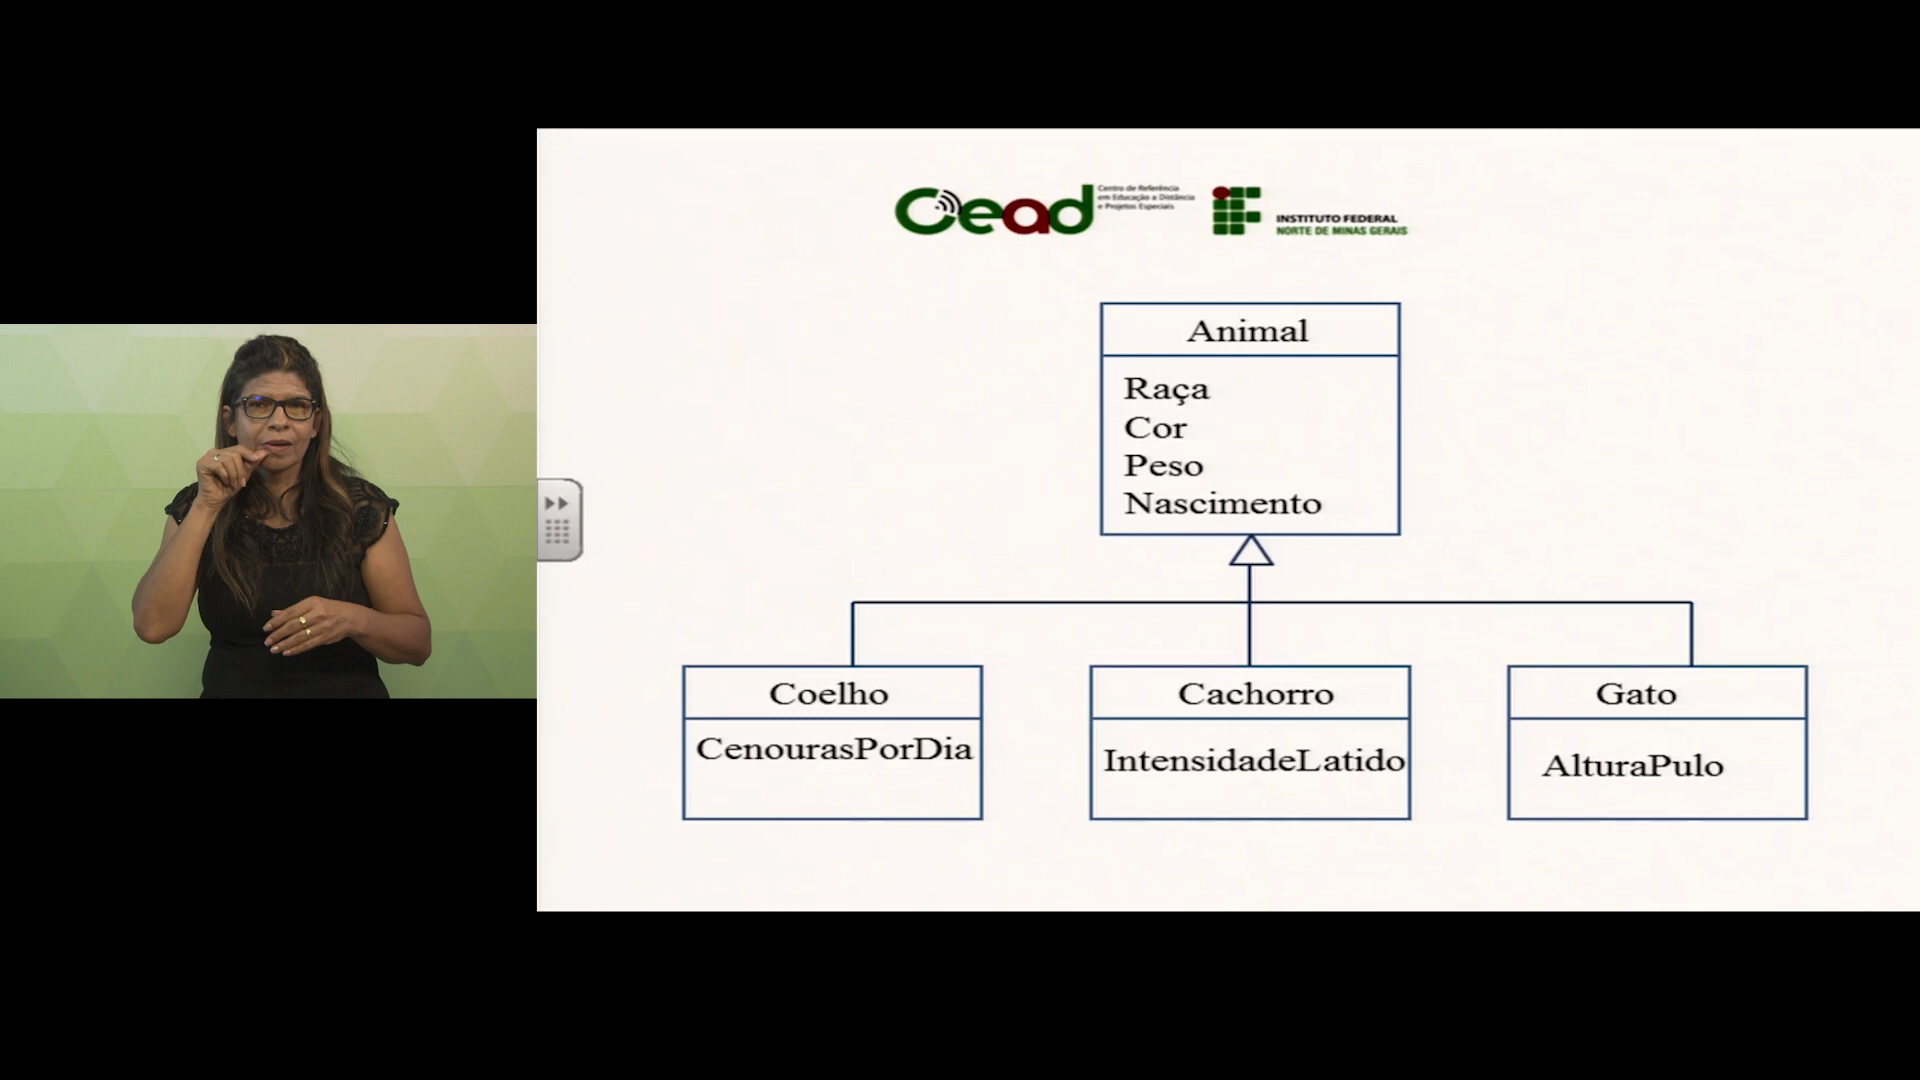 Cead
Centro de Referência
em Educação a Distância
e Projetos Especiais
INSTITUTO FEDERAL
NORTE DE MINAS GERAIS
Animal
Raça
Cor
Peso
Nascimento
Coelho
CenourasPorDia
Cachorro
IntensidadeLatido
Gato
AlturaPulo